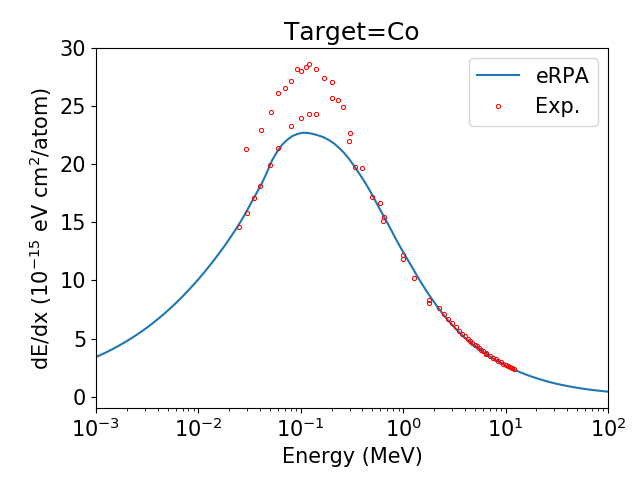 Target=Co
dE/dx (10⁻¹⁵ eV cm²/atom)
30
25
20
15
10
5
0
eRPA
Exp.
10⁻³ 10⁻² 10⁻¹ 10⁰ 10¹ 10²
Energy (MeV)